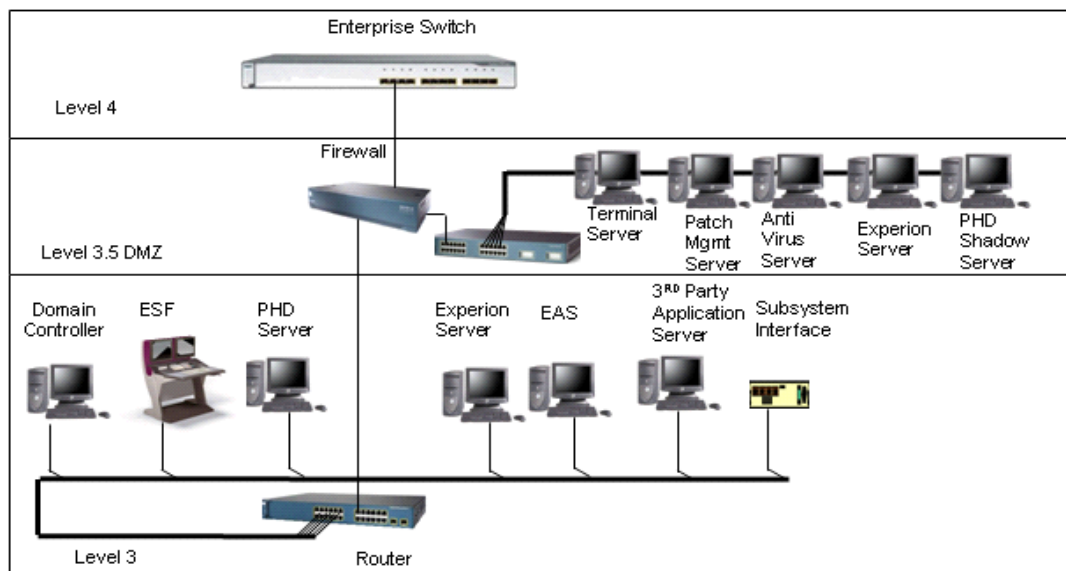 Enterprise Switch
Level 4
Firewall
Terminal
Server
Patch
Mgmt
Server
Anti
Virus
Server
Experion
Server
PHD
Shadow
Server
Level 3.5 DMZ
Domain
Controller
ESF
PHD
Server
Experion
Server
EAS
3RD Party
Application
Server
Subsystem
Interface
Level 3
Router